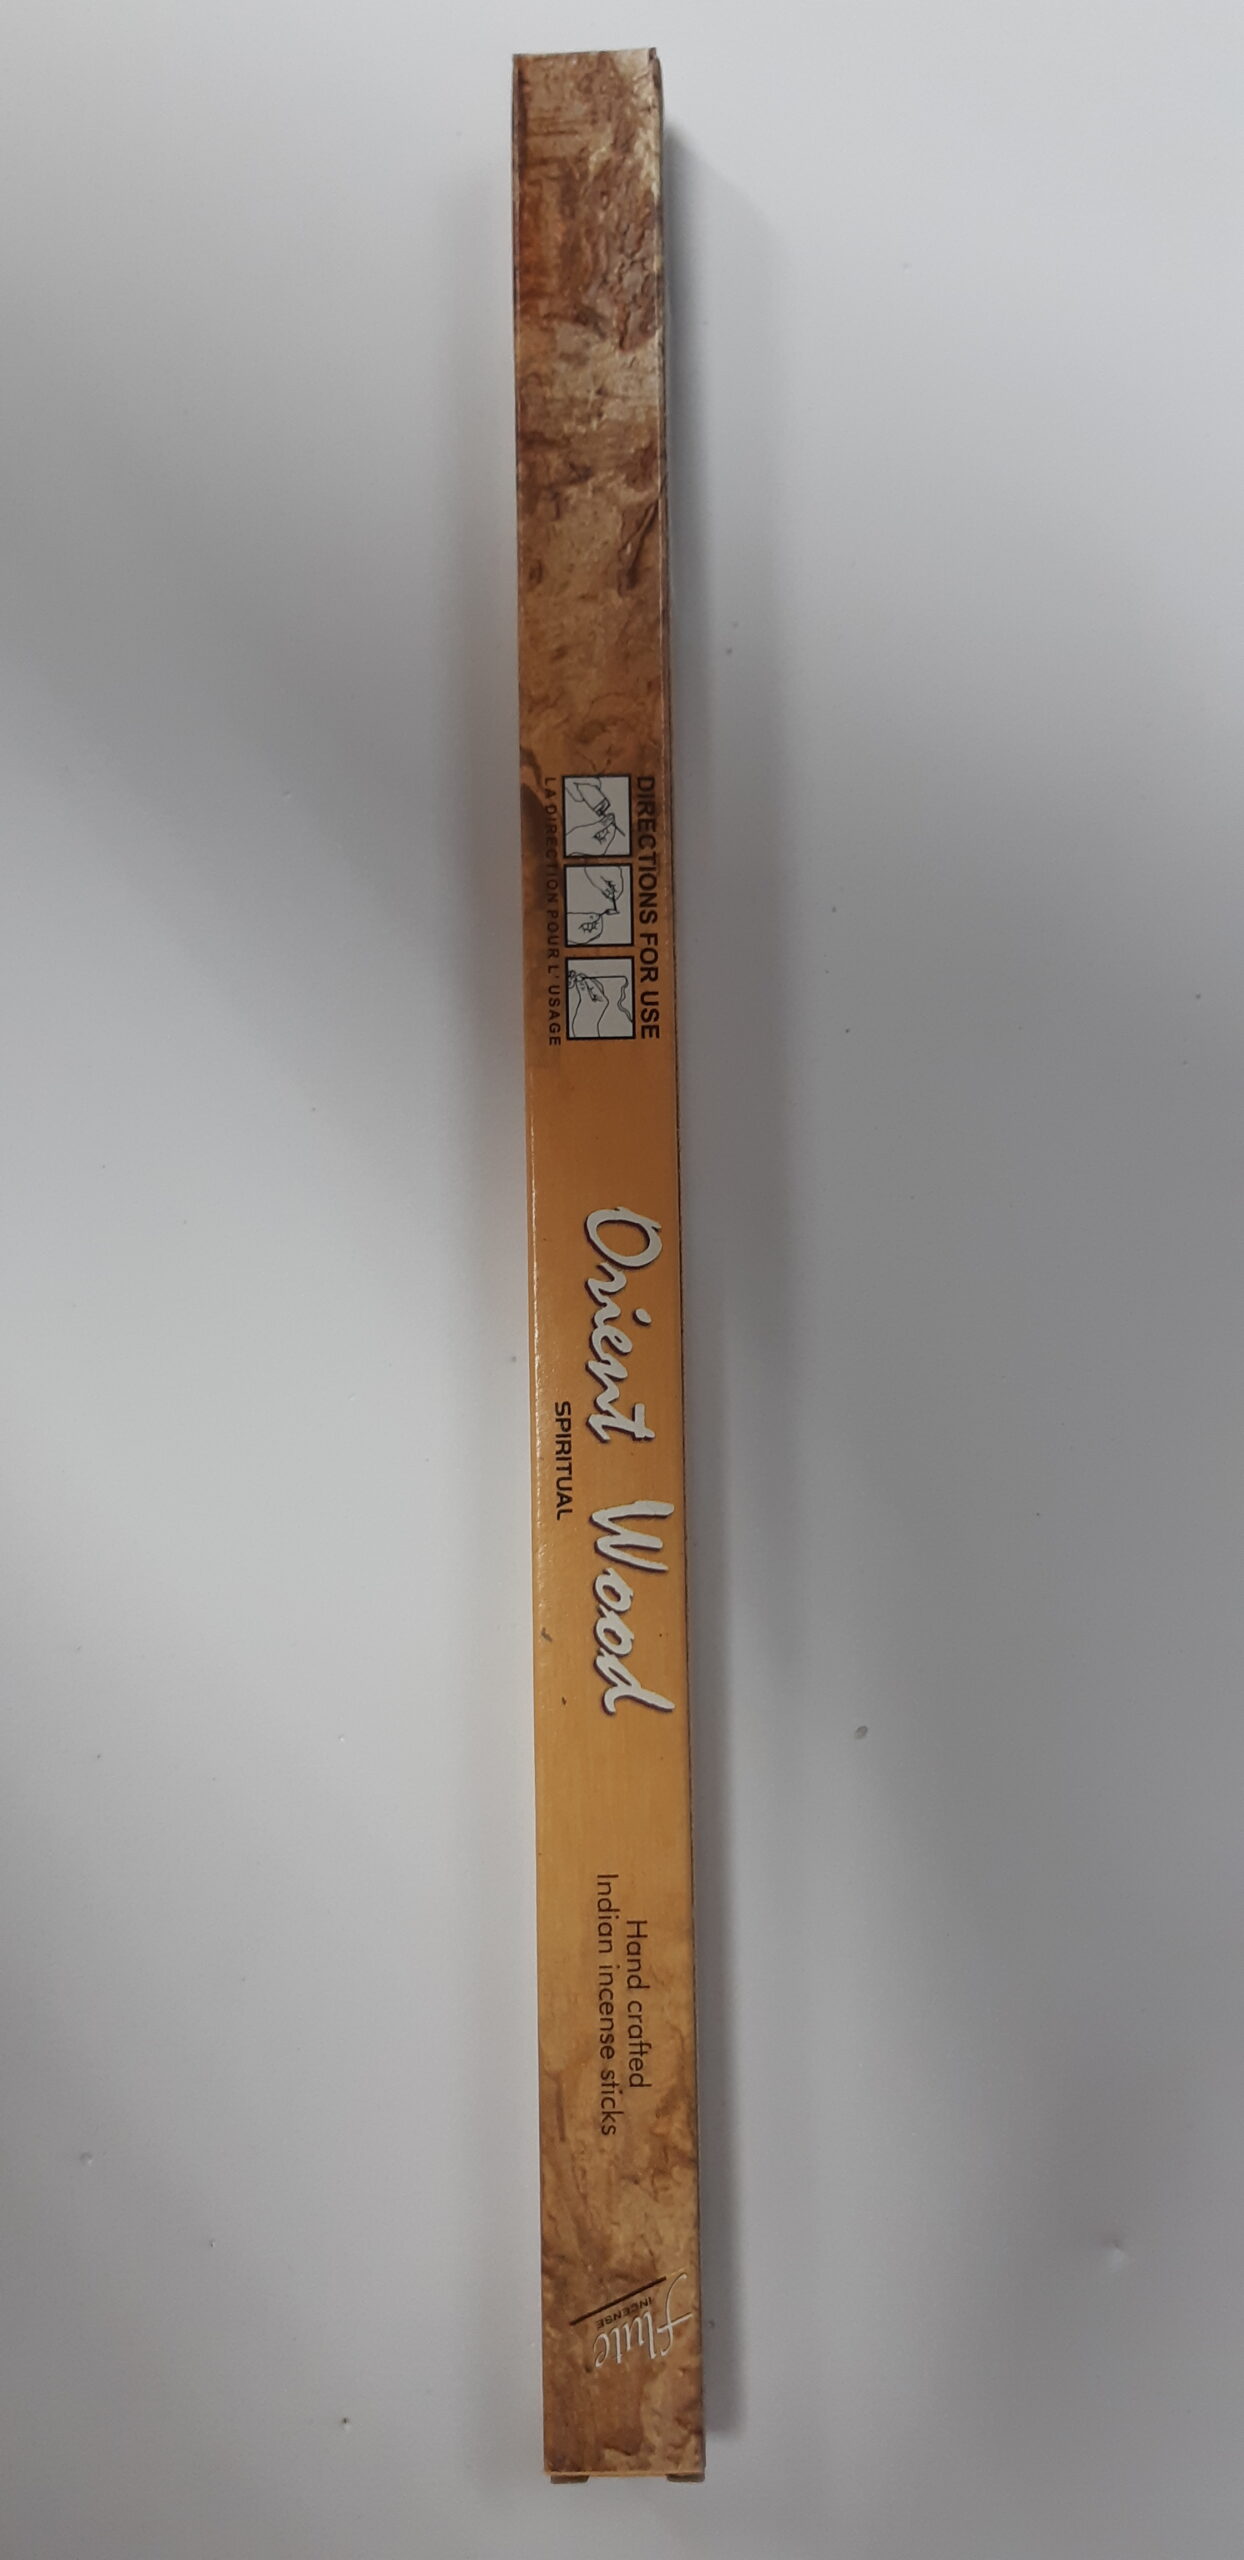 DIRECTIONS FOR USE
LA DIRECTION POUR L'USAGE
Orient Wood
SPIRITUAL
Hand crafted
Indian incense sticks
flute
INCENSE